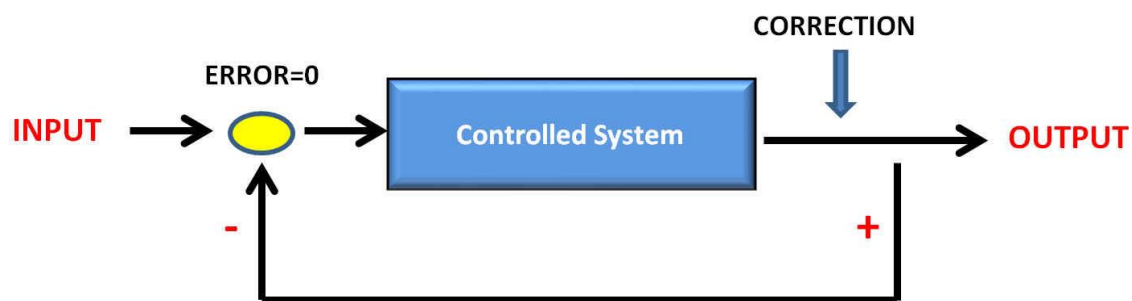 CORRECTION
ERROR=0
INPUT
Controlled System
OUTPUT
-
+